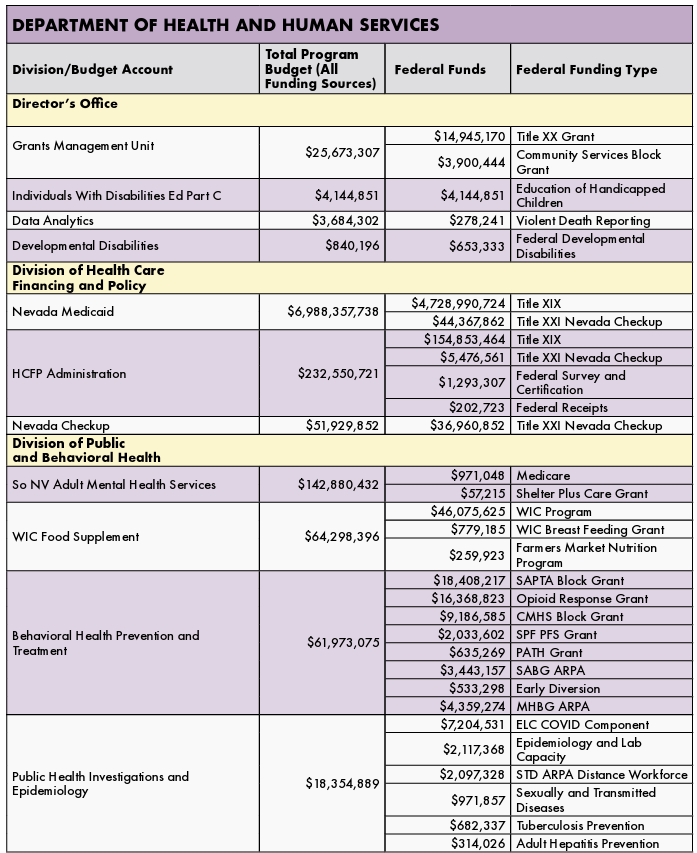 DEPARTMENT OF HEALTH AND HUMAN SERVICES
Division/Budget Account
Total Program
Budget (All
Funding Sources)
Federal Funds
Federal Funding Type
Director's Office
Grants Management Unit
$25,673,307
$14,945,170 Title XX Grant
$3,900,444 Community Services Block
Grant
Individuals With Disabilities Ed Part C
$4,144,851
$4,144,851
Education of Handicapped
Children
Data Analytics $3,684,302 $278,241 Violent Death Reporting
Developmental Disabilities
$840,196
$653,333
Federal Developmental
Disabilities
Division of Health Care
Financing and Policy
Nevada Medicaid
$6,988,357,738
$4,728,990,724 Title XIX
$44,367,862 Title XXI Nevada Checkup
HCFP Administration
$232,550,721
$154,853,464 Title XIX
$5,476,561 Title XXI Nevada Checkup
$1,293,307 Federal Survey and
Certification
$202,723 Federal Receipts
Nevada Checkup $51,929,852 $36,960,852 Title XXI Nevada Checkup
Division of Public
and Behavioral Health
So NV Adult Mental Health Services
$142,880,432
$971,048 Medicare
$57,215 Shelter Plus Care Grant
WIC Food Supplement
$64,298,396
$46,075,625 WIC Program
$779,185 WIC Breast Feeding Grant
$259,923 Farmers Market Nutrition
Program
Behavioral Health Prevention and
Treatment
$61,973,075
$18,408,217 SAPTA Block Grant
$16,368,823 Opioid Response Grant
$9,186,585 CMHS Block Grant
$2,033,602 SPF PFS Grant
$635,269 PATH Grant
$3,443,157 SABG ARPA
$533,298 Early Diversion
$4,359,274 MHBG ARPA
Public Health Investigations and
Epidemiology
$18,354,889
$7,204,531 ELC COVID Component
$2,117,368 Epidemiology and Lab
Capacity
$2,097,328 STD ARPA Distance Workforce
$971,857 Sexually and Transmitted
Diseases
$682,337 Tuberculosis Prevention
$314,026 Adult Hepatitis Prevention